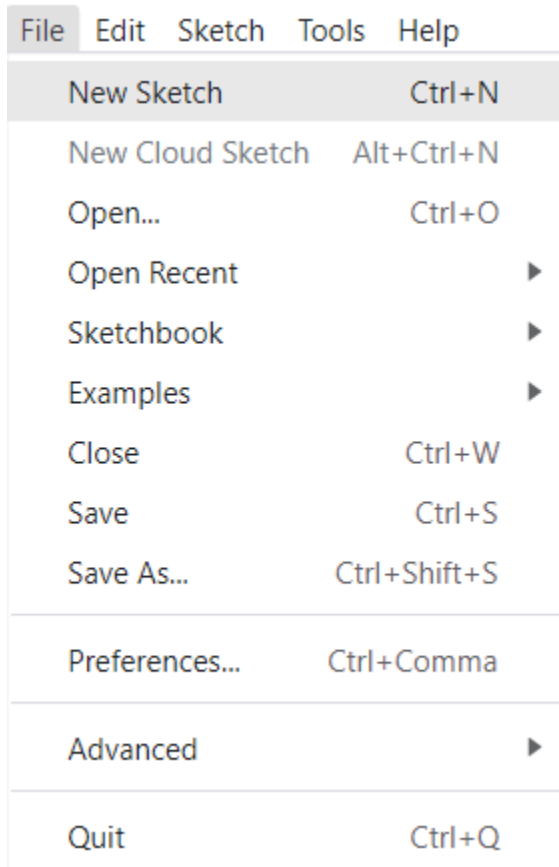 File Edit Sketch Tools Help
New Sketch Ctrl+N
New Cloud Sketch Alt+Ctrl+N
Open... Ctrl+O
Open Recent
Sketchbook
Examples
Close Ctrl+W
Save Ctrl+S
Save As... Ctrl+Shift+S
Preferences... Ctrl+Comma
Advanced
Quit Ctrl+Q